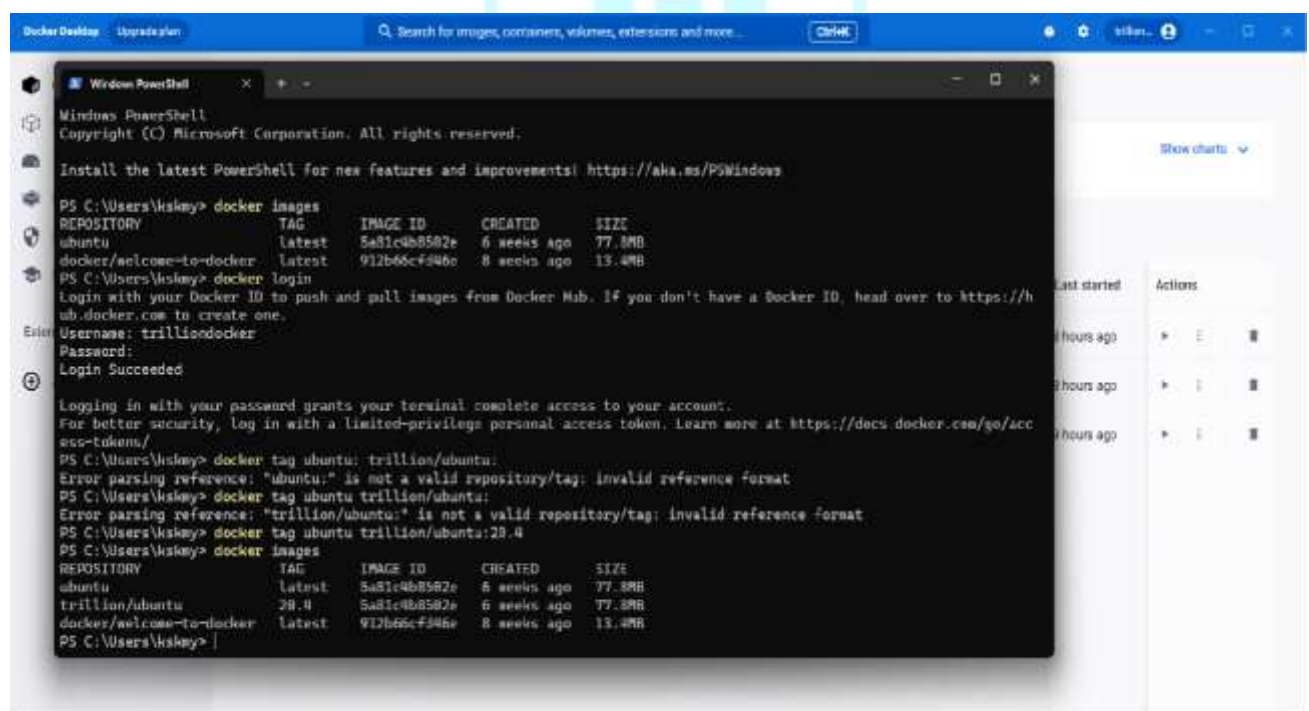 Docker Desktop Upgrade plan Search for images, containers, volumes, extensions and more... Ctrl+K
Windows PowerShell
Windows PowerShell
Copyright (C) Microsoft Corporation. All rights reserved.
Install the latest PowerShell for new features and improvements! https://aka.ms/PSWindows
Show charts
PS C:\Users\kskmy> docker images
REPOSITORY TAG IMAGE ID CREATED SIZE
ubuntu latest 5a81c4b8502e 6 weeks ago 77.8MB
docker/welcome-to-docker latest 912b66cfd46e 8 weeks ago 13.4MB
PS C:\Users\kskmy> docker login
Login with your Docker ID to push and pull images from Docker Hub. If you don't have a Docker ID, head over to https://h
ub.docker.com to create one.
Username: trilliondocker
Password:
Login Succeeded
Last started Actions
hours ago
hours ago
hours ago
Logging in with your password grants your terminal complete access to your account.
For better security, log in with a limited-privilege personal access token. Learn more at https://docs.docker.com/go/acc
ess-tokens/
PS C:\Users\kskmy> docker tag ubuntu: trillion/ubuntu:
Error parsing reference: "ubuntu:" is not a valid repository/tag: invalid reference format
PS C:\Users\kskmy> docker tag ubuntu trillion/ubuntu:
Error parsing reference: "trillion/ubuntu:" is not a valid repository/tag: invalid reference format
PS C:\Users\kskmy> docker tag ubuntu trillion/ubuntu:20.4
PS C:\Users\kskmy> docker images
REPOSITORY TAG IMAGE ID CREATED SIZE
ubuntu latest 5a81c4b8502e 6 weeks ago 77.8MB
trillion/ubuntu 20.4 5a81c4b8502e 6 weeks ago 77.8MB
docker/welcome-to-docker latest 912b66cfd46e 8 weeks ago 13.4MB
PS C:\Users\kskmy>